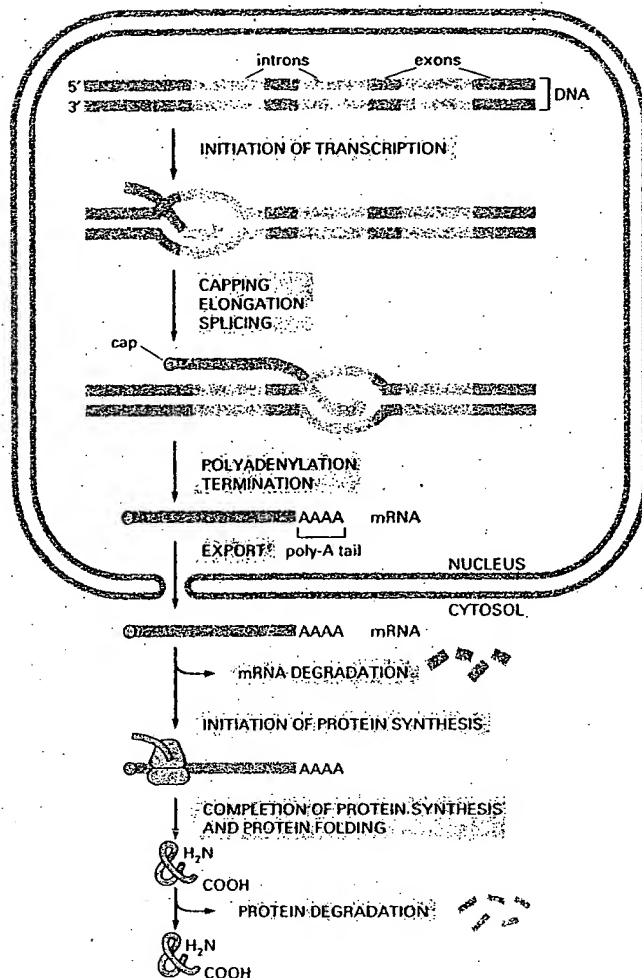 introns exons
5′
3′
DNA
INITIATION OF TRANSCRIPTION
CAPPING
ELONGATION
SPLICING
cap
POLYADENYLATION
TERMINATION
AAAA mRNA
EXPORT poly-A tail
NUCLEUS
CYTOSOL
AAAA mRNA
mRNA DEGRADATION
INITIATION OF PROTEIN SYNTHESIS
AAAA
COMPLETION OF PROTEIN SYNTHESIS
AND PROTEIN FOLDING
H₂N
COOH
PROTEIN DEGRADATION
H₂N
COOH